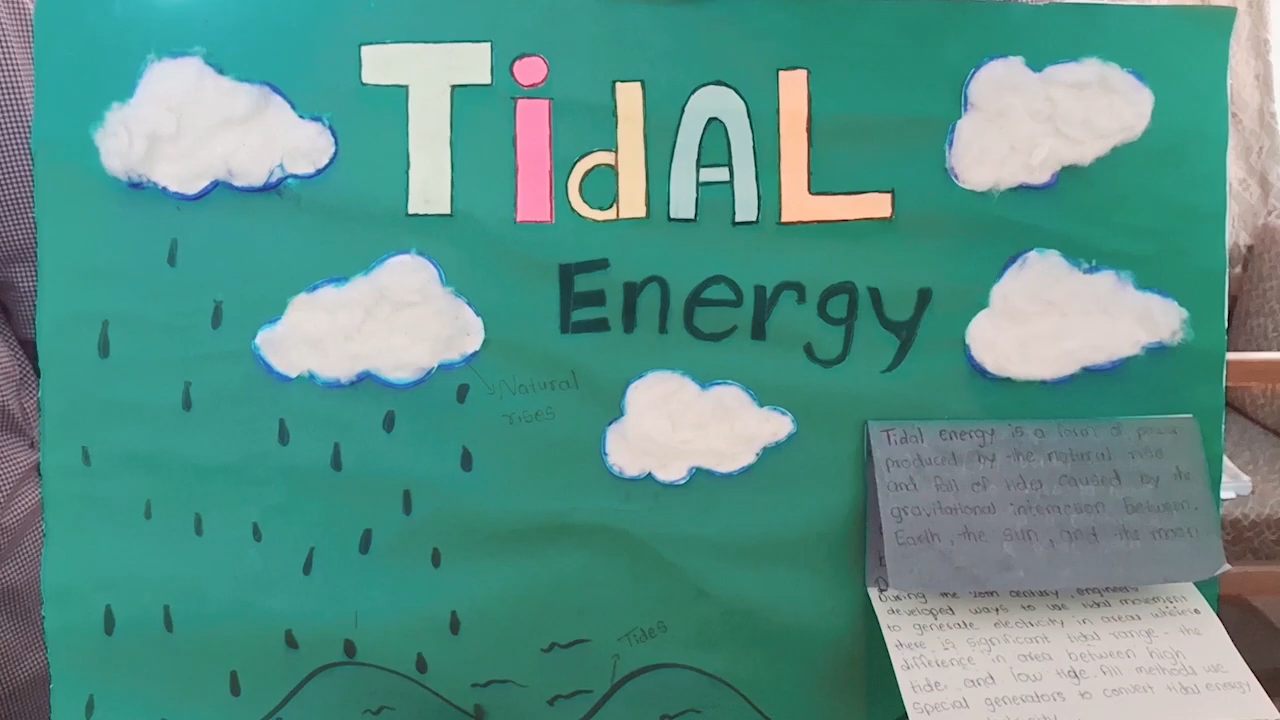 TidAL
Energy
Natural
rises
Tidal energy is a form of power
produced by the natural rise
and fall of tides caused by the
gravitational interaction between
Earth, the sun, and the moon
During the 20th century, engineers
developed ways to use tidal movement
to generate electricity in areas where
there is significant tidal range - the
difference in area between high
tide and low tide. All methods use
special generators to convert tidal energy
Tides